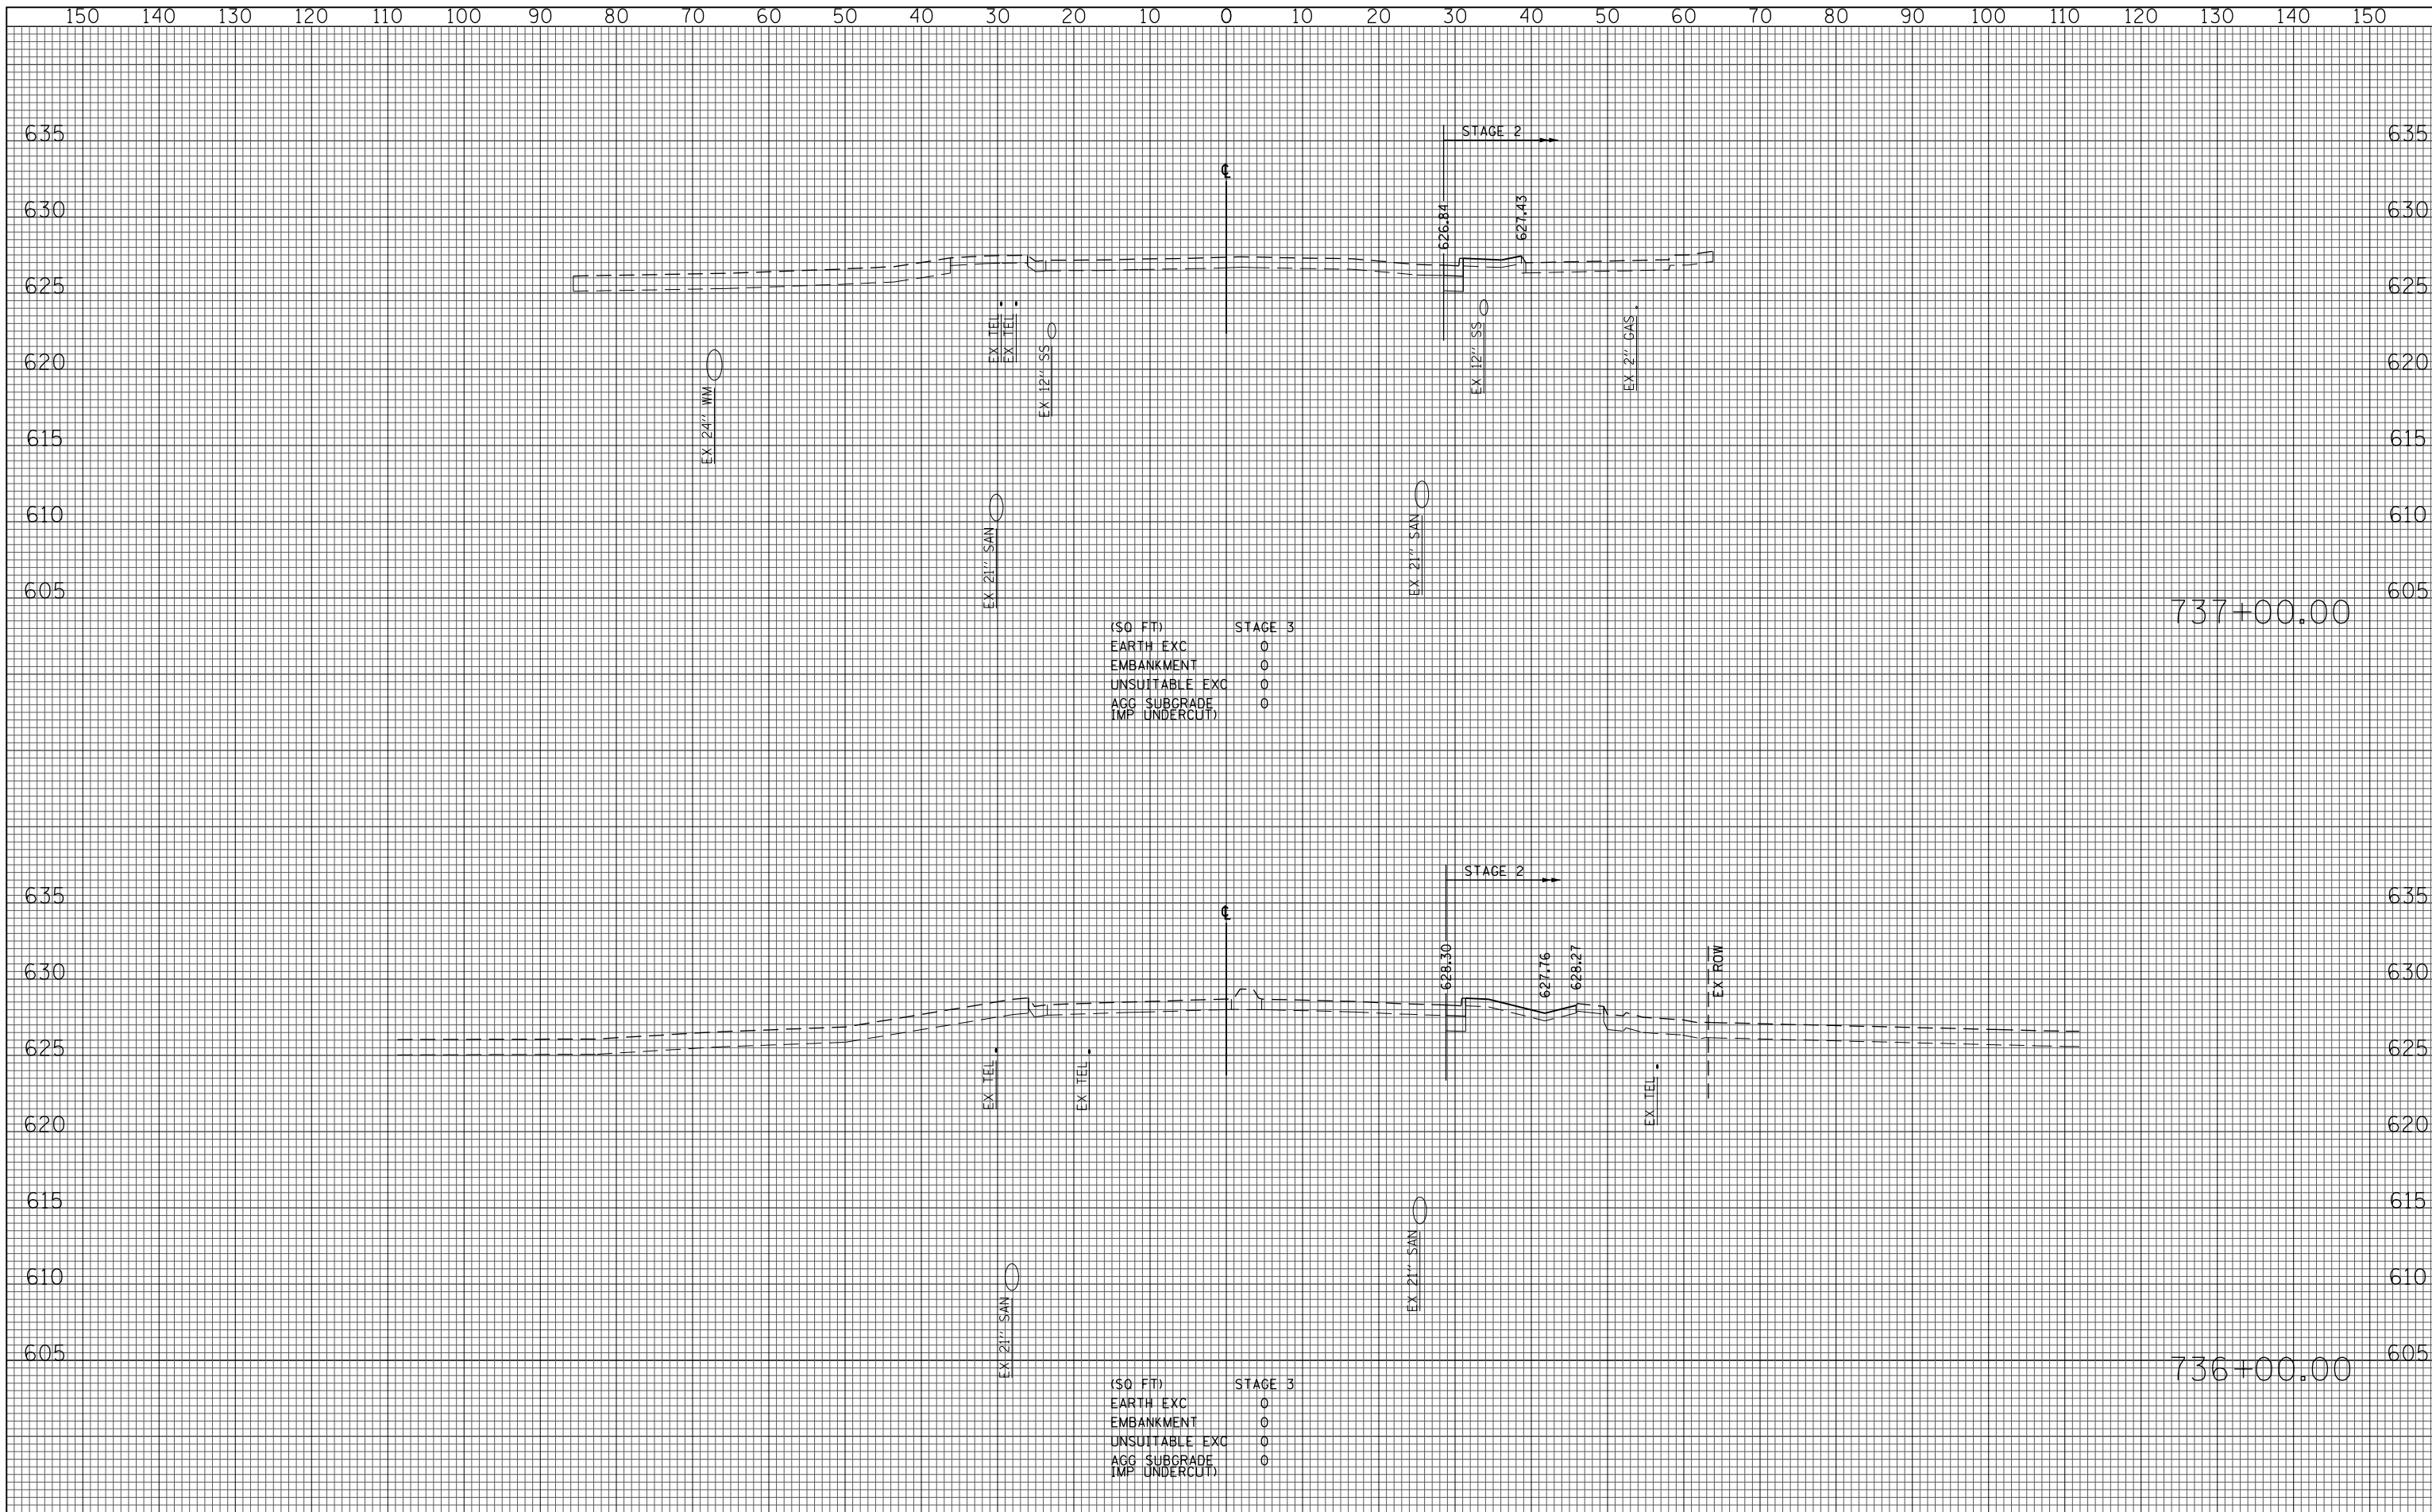 150 140 130 120 110 100 90 80 70 60 50 40 30 20 10 0 10 20 30 40 50 60 70 80 90 100 110 120 130 140 150
635 STAGE 2 635
℄
630 626.84 627.43 630
625 625
EX TEL
EX TEL
EX 12" SS
EX 12" SS
EX 2" GAS
620 620
EX 24" WM
615 615
610 610
EX 21" SAN
EX 21" SAN
605 605
737+00.00
(SQ FT) STAGE 3
EARTH EXC 0
EMBANKMENT 0
UNSUITABLE EXC 0
AGG SUBGRADE 0
IMP UNDERCUT)
STAGE 2
635 635
℄
628.30 627.76 628.27 EX ROW
630 630
625 625
EX TEL
EX TEL
EX TEL
620 620
615 615
EX 21" SAN
610 610
EX 21" SAN
605 605
736+00.00
(SQ FT) STAGE 3
EARTH EXC 0
EMBANKMENT 0
UNSUITABLE EXC 0
AGG SUBGRADE 0
IMP UNDERCUT)